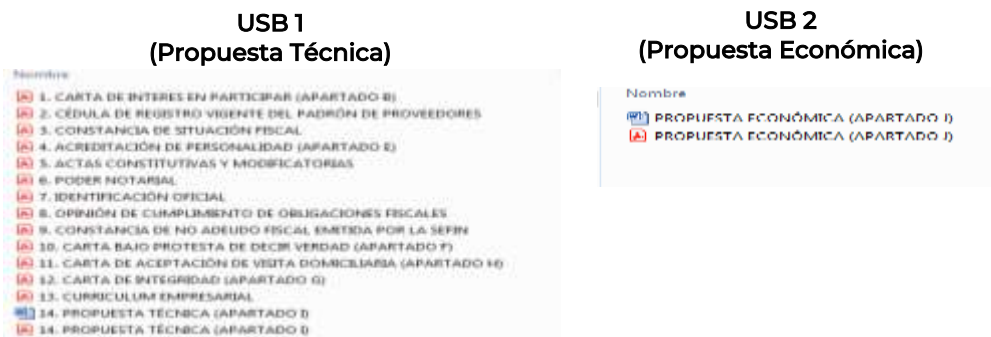 USB 1
(Propuesta Técnica)
Nombre
1. CARTA DE INTERES EN PARTICIPAR (APARTADO B)
2. CÉDULA DE REGISTRO VIGENTE DEL PADRÓN DE PROVEEDORES
3. CONSTANCIA DE SITUACIÓN FISCAL
4. ACREDITACIÓN DE PERSONALIDAD (APARTADO E)
5. ACTAS CONSTITUTIVAS Y MODIFICATORIAS
6. PODER NOTARIAL
7. IDENTIFICACIÓN OFICIAL
8. OPINIÓN DE CUMPLIMIENTO DE OBLIGACIONES FISCALES
9. CONSTANCIA DE NO ADEUDO FISCAL EMITIDA POR LA SEFIN
10. CARTA BAJO PROTESTA DE DECIR VERDAD (APARTADO F)
11. CARTA DE ACEPTACIÓN DE VISITA DOMICILIARIA (APARTADO H)
12. CARTA DE INTEGRIDAD (APARTADO G)
13. CURRICULUM EMPRESARIAL
14. PROPUESTA TÉCNICA (APARTADO I)
14. PROPUESTA TÉCNICA (APARTADO I)
USB 2
(Propuesta Económica)
Nombre
PROPUESTA ECONÓMICA (APARTADO J)
PROPUESTA ECONÓMICA (APARTADO J)